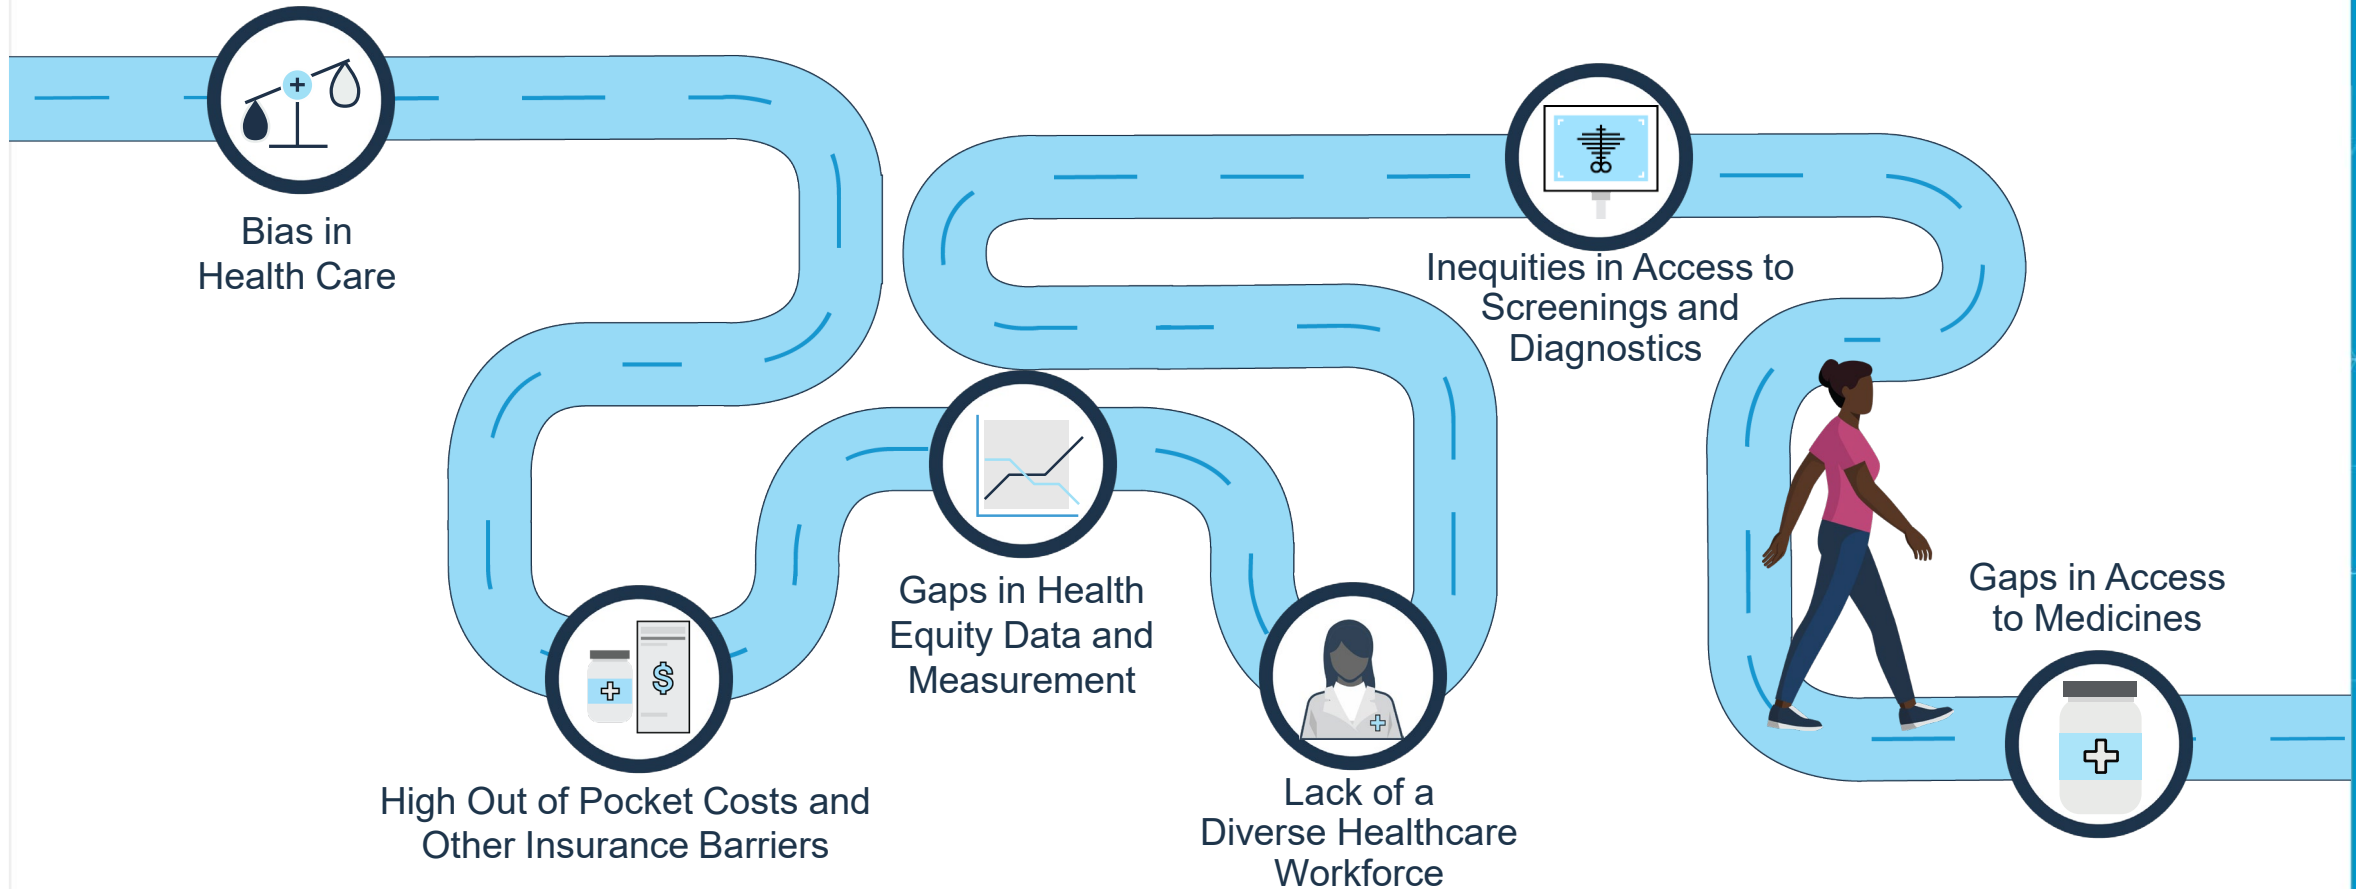 Bias in
Health Care
High Out of Pocket Costs and
Other Insurance Barriers
$
Gaps in Health
Equity Data and
Measurement
Lack of a
Diverse Healthcare
Workforce
Inequities in Access to
Screenings and
Diagnostics
Gaps in Access
to Medicines